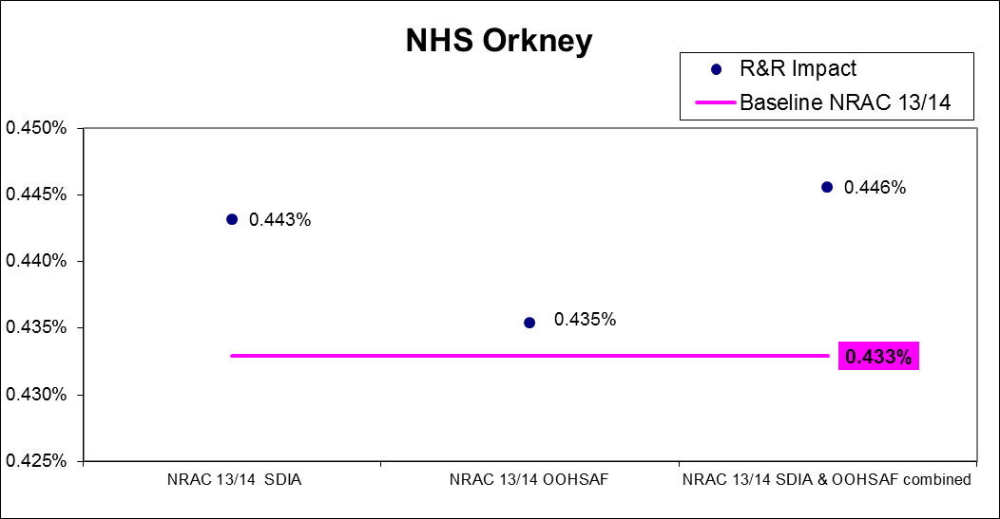 NHS Orkney
R&R Impact
Baseline NRAC 13/14
0.450%
0.445%
0.446%
0.443%
0.440%
0.435%
0.435%
0.433%
0.430%
0.425%
NRAC 13/14  SDIA
NRAC 13/14 OOHSAF
NRAC 13/14 SDIA & OOHSAF combined